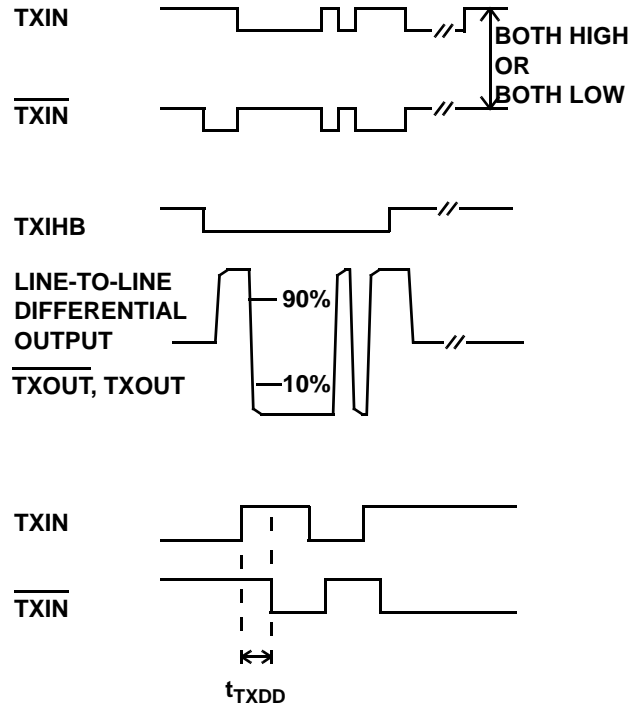 TXIN
BOTH HIGH
OR
BOTH LOW
TXIN
TXIHB
LINE-TO-LINE
DIFFERENTIAL
OUTPUT
TXOUT, TXOUT
90%
10%
TXIN
TXIN
tTXDD